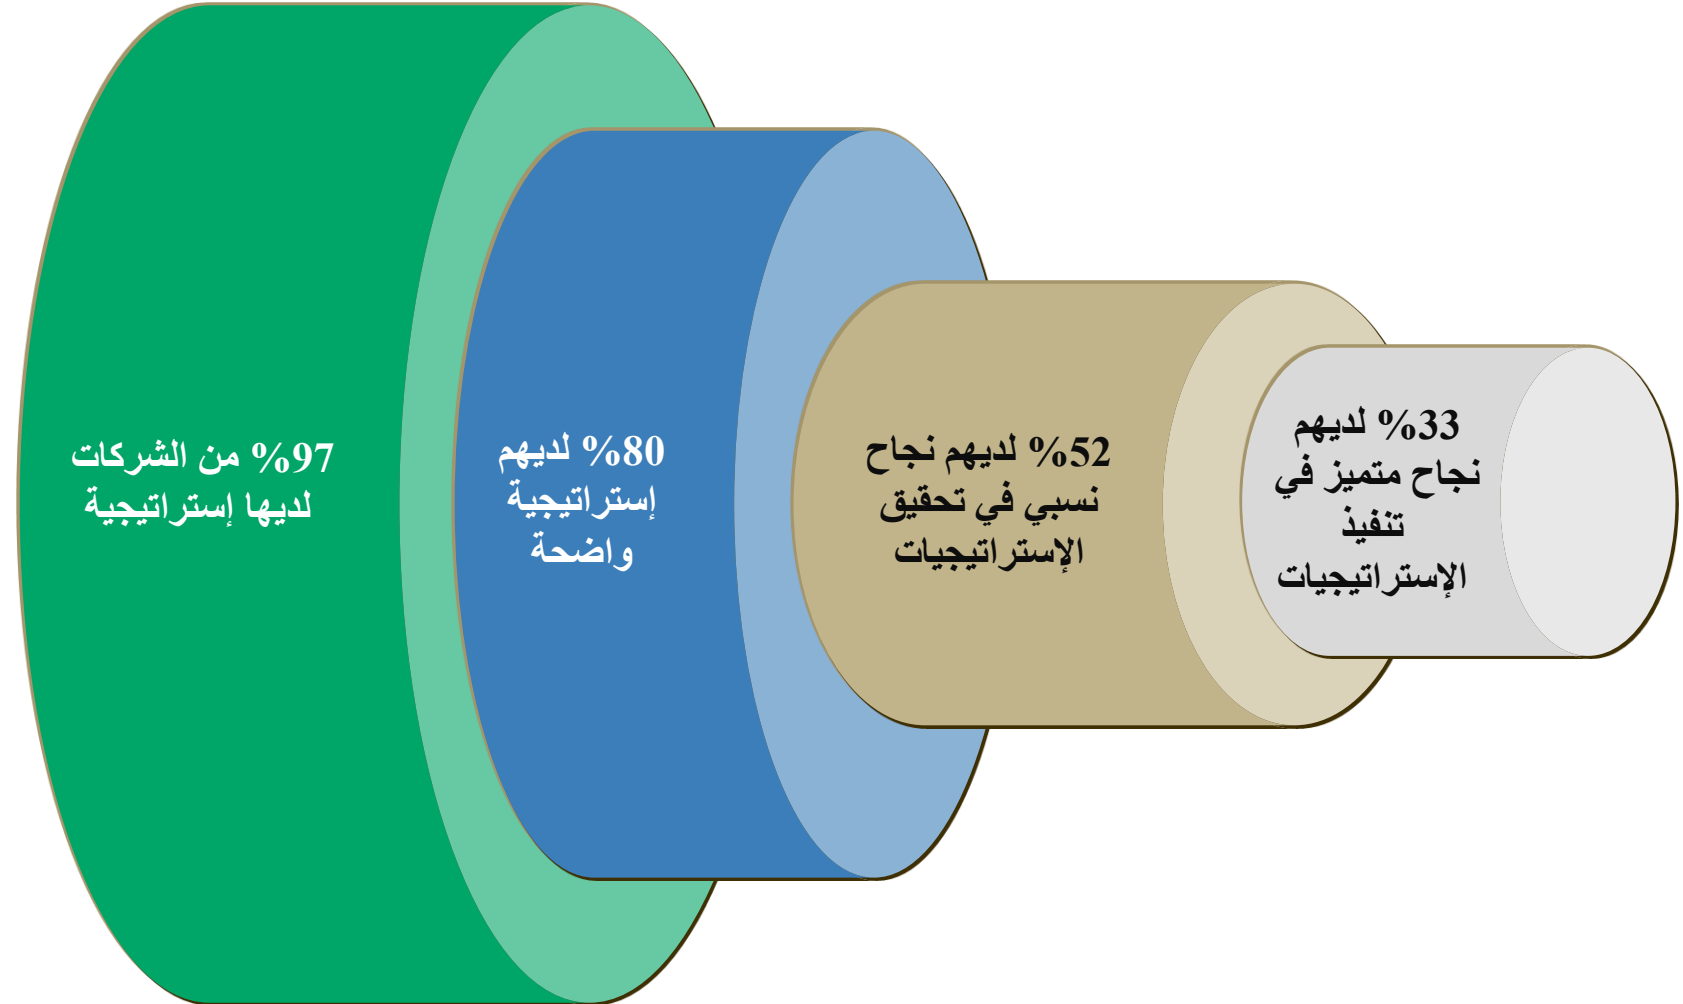 %97 من الشركات
لديها إستراتيجية
%80 لديهم
إستراتيجية
واضحة
%52 لديهم نجاح
نسبي في تحقيق
الإستراتيجيات
%33 لديهم
نجاح متميز في
تنفيذ
الإستراتيجيات